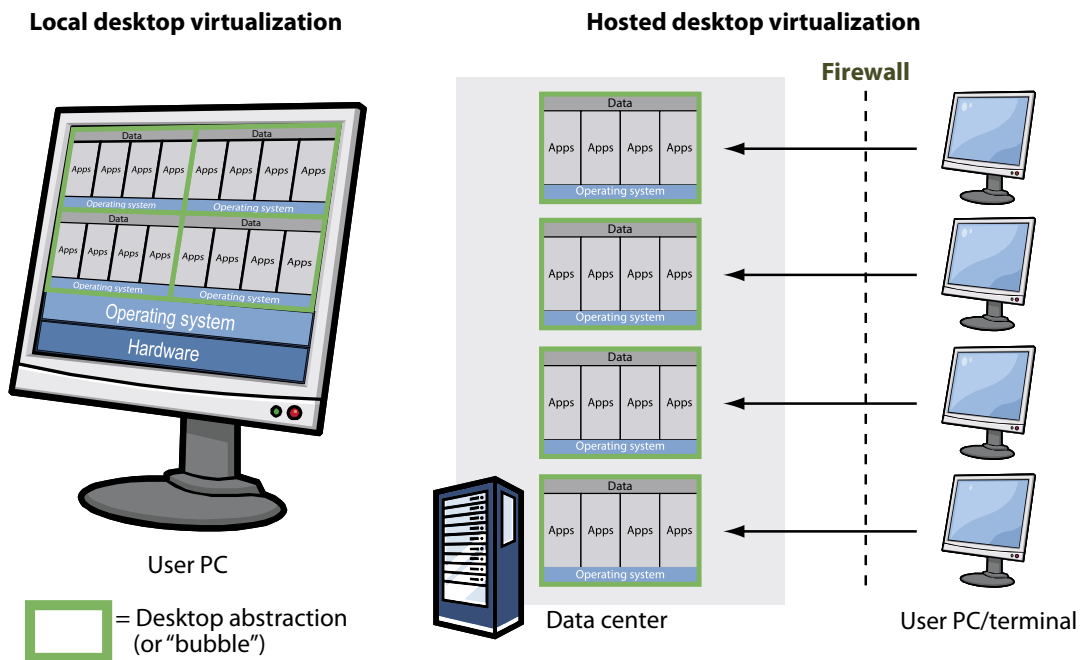 Local desktop virtualization
Data
Data
Apps Apps Apps Apps Apps Apps Apps Apps
Operating system
Operating system
Data
Data
Apps Apps Apps Apps Apps Apps Apps Apps
Operating system
Operating system
Operating system
Hardware
User PC
= Desktop abstraction
(or “bubble”)
Hosted desktop virtualization
Firewall
Data
Apps Apps Apps Apps
Operating system
Data
Apps Apps Apps Apps
Operating system
Data
Apps Apps Apps Apps
Operating system
Data
Apps Apps Apps Apps
Operating system
Data center
User PC/terminal